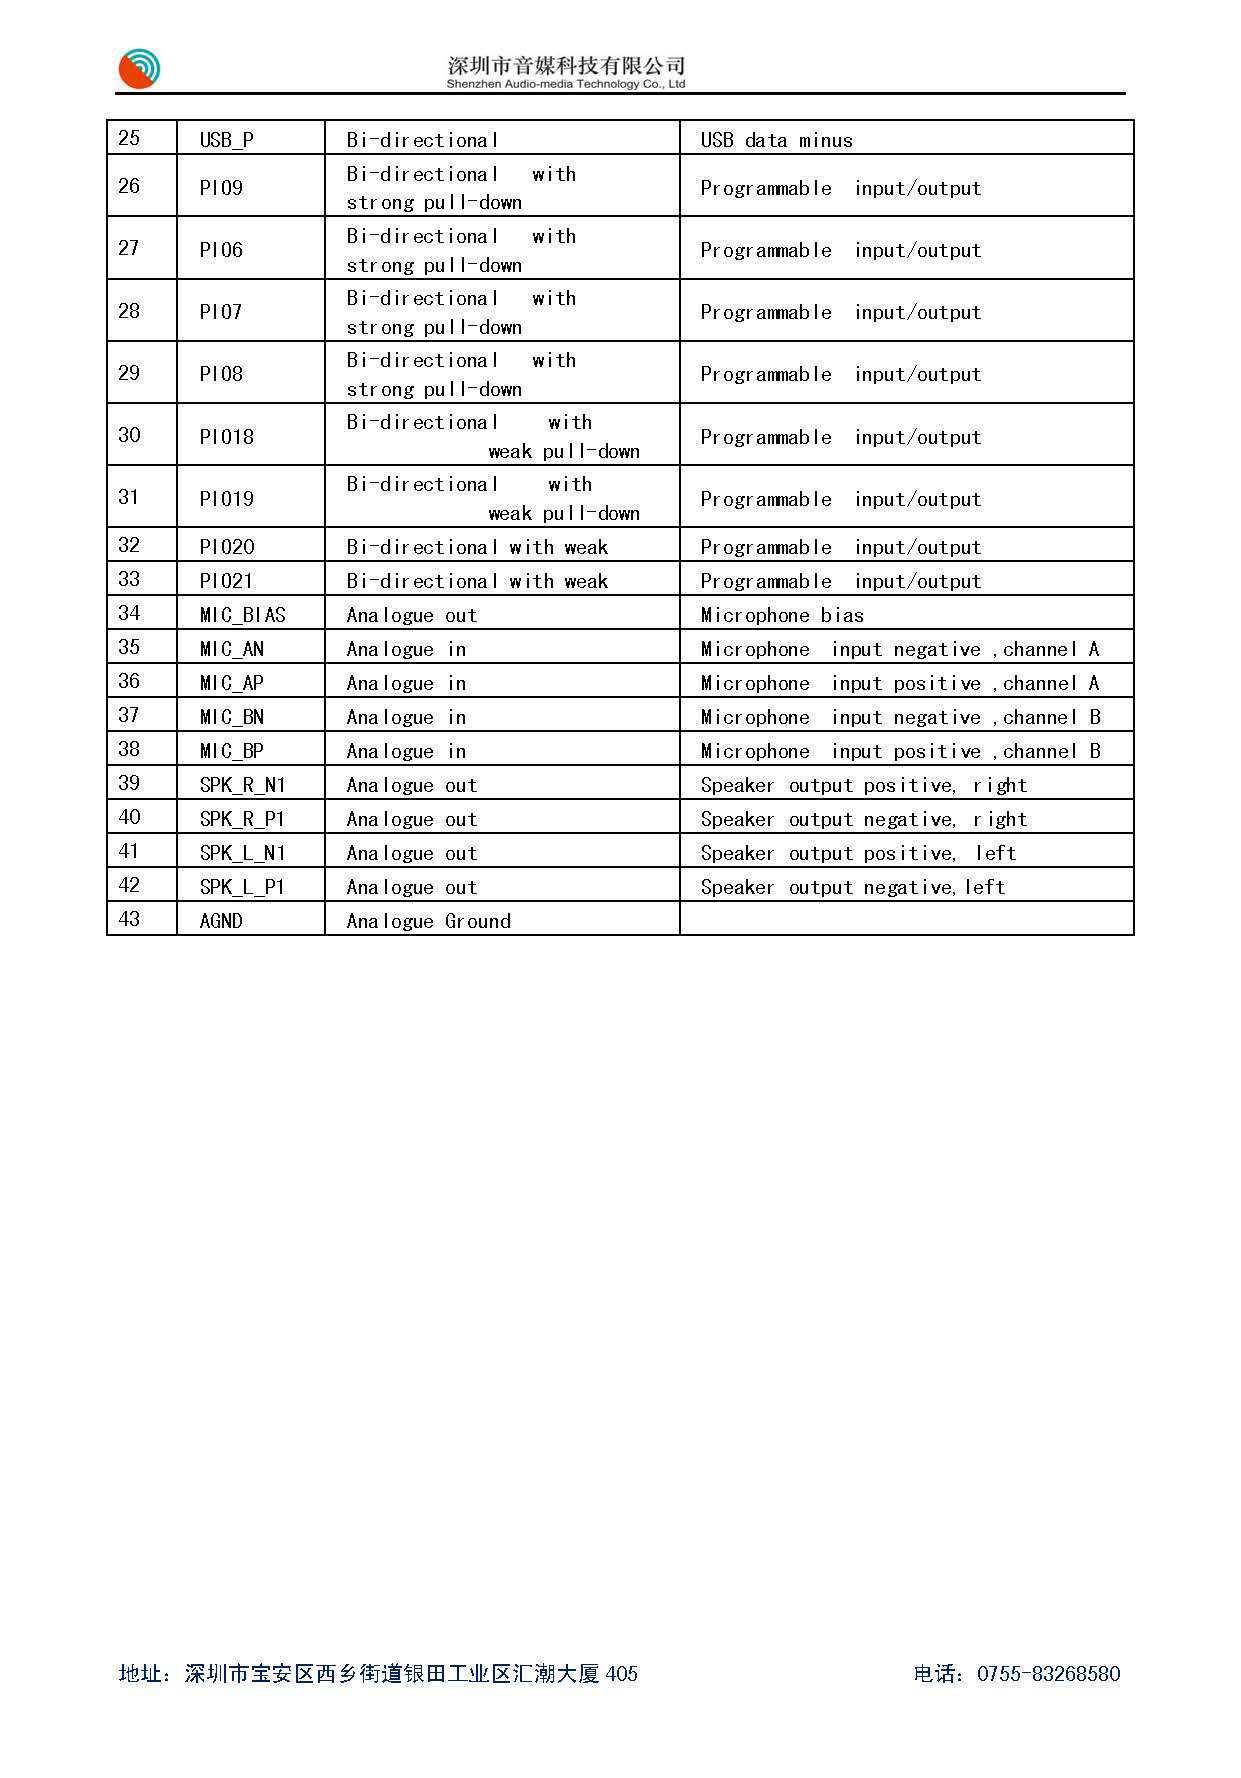 深圳市音媒科技有限公司
Shenzhen Audio-media Technology Co., Ltd
25 USB_P Bi-directional USB data minus
26 PIO9 Bi-directional with strong pull-down Programmable input/output
27 PIO6 Bi-directional with strong pull-down Programmable input/output
28 PIO7 Bi-directional with strong pull-down Programmable input/output
29 PIO8 Bi-directional with strong pull-down Programmable input/output
30 PIO18 Bi-directional with weak pull-down Programmable input/output
31 PIO19 Bi-directional with weak pull-down Programmable input/output
32 PIO20 Bi-directional with weak Programmable input/output
33 PIO21 Bi-directional with weak Programmable input/output
34 MIC_BIAS Analogue out Microphone bias
35 MIC_AN Analogue in Microphone input negative ,channel A
36 MIC_AP Analogue in Microphone input positive ,channel A
37 MIC_BN Analogue in Microphone input negative ,channel B
38 MIC_BP Analogue in Microphone input positive ,channel B
39 SPK_R_N1 Analogue out Speaker output positive, right
40 SPK_R_P1 Analogue out Speaker output negative, right
41 SPK_L_N1 Analogue out Speaker output positive, left
42 SPK_L_P1 Analogue out Speaker output negative,left
43 AGND Analogue Ground
地址：深圳市宝安区西乡街道银田工业区汇潮大厦 405 电话：0755-83268580